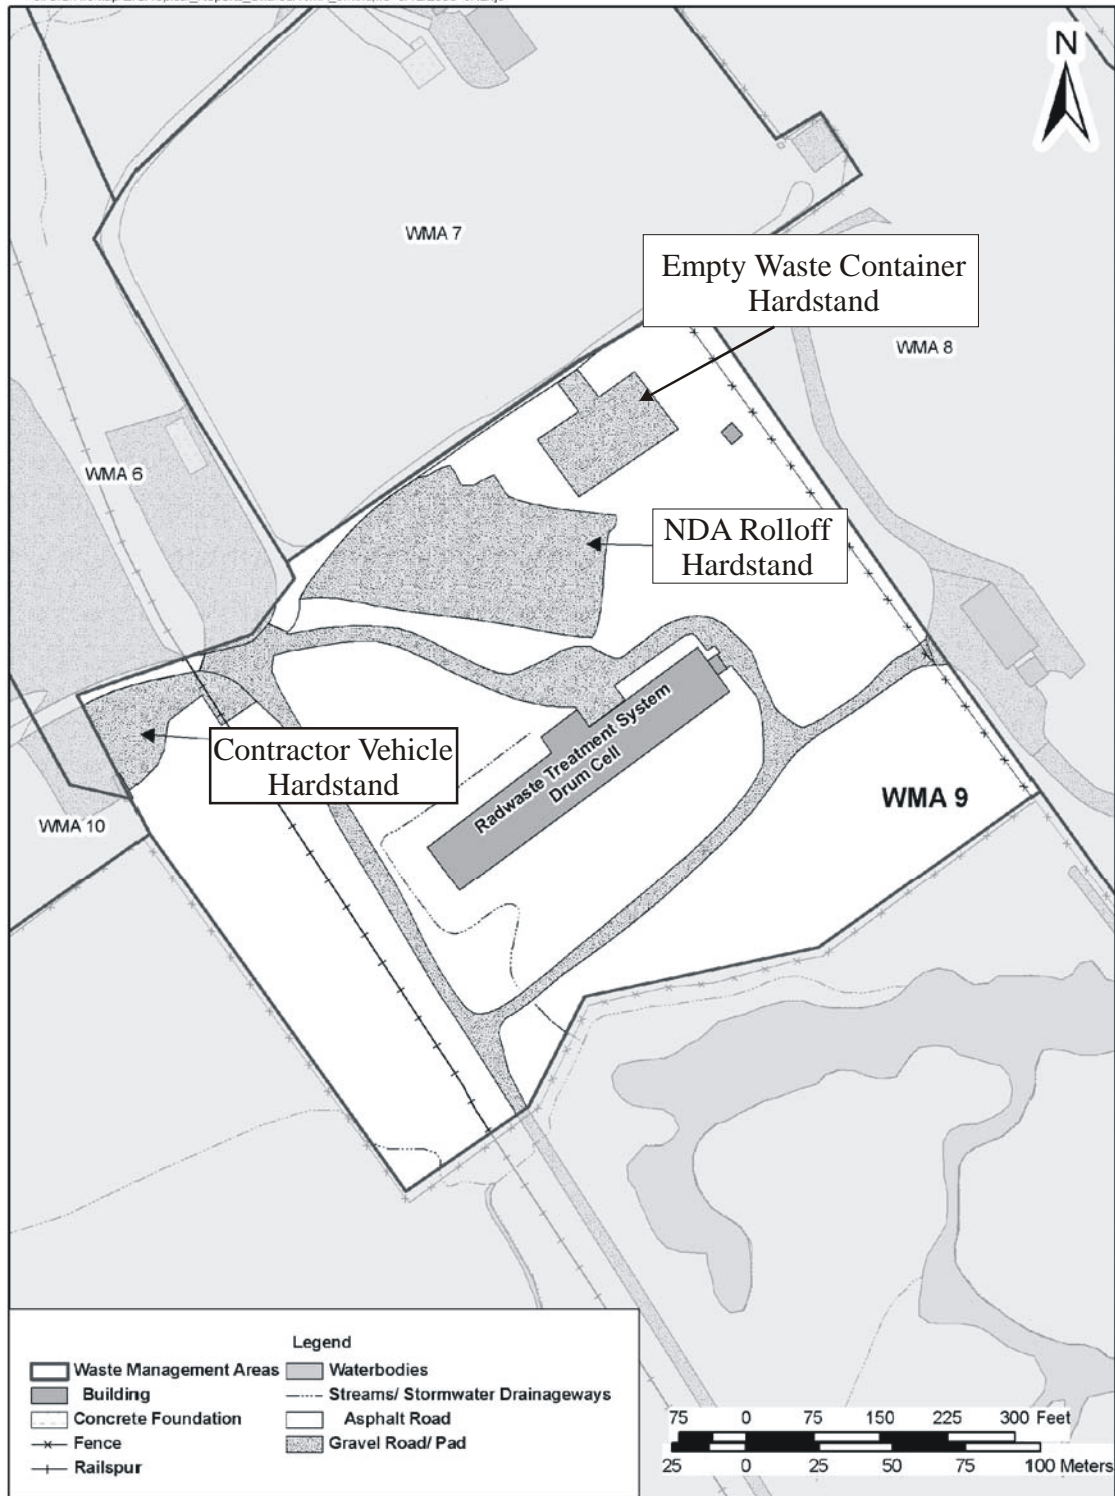 N
WMA 7
Empty Waste Container
Hardstand
WMA 8
WMA 6
NDA Rolloff
Hardstand
Radwaste Treatment System
Drum Cell
Contractor Vehicle
Hardstand
WMA 9
WMA 10
Legend
Waste Management Areas
Waterbodies
Building
Streams/ Stormwater Drainageways
Concrete Foundation
Asphalt Road
Fence
Gravel Road/ Pad
Railspur
75 0 75 150 225 300 Feet
25 0 25 50 75 100 Meters